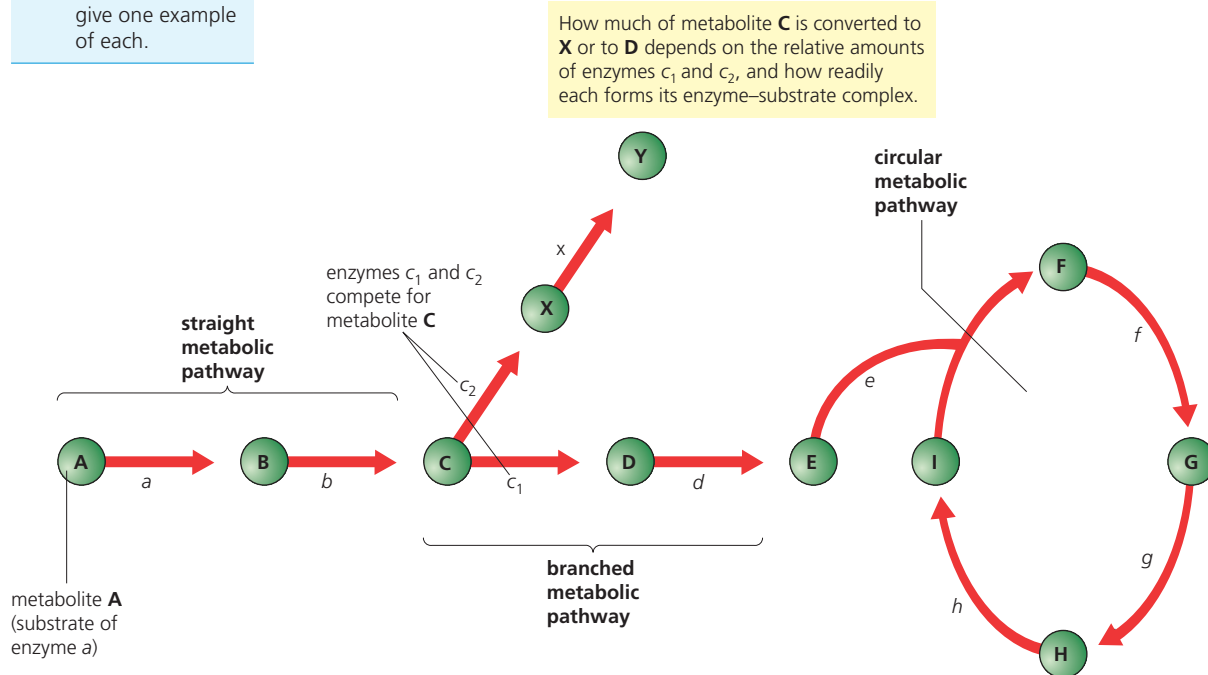 give one example
of each.
How much of metabolite C is converted to
X or to D depends on the relative amounts
of enzymes c₁ and c₂, and how readily
each forms its enzyme–substrate complex.
Y
circular
metabolic
pathway
x
F
enzymes c₁ and c₂
compete for
metabolite C
X
straight
metabolic
pathway
f
e
c₂
A
a
B
b
C
c₁
D
d
E
I
G
branched
metabolic
pathway
g
h
metabolite A
(substrate of
enzyme a)
H